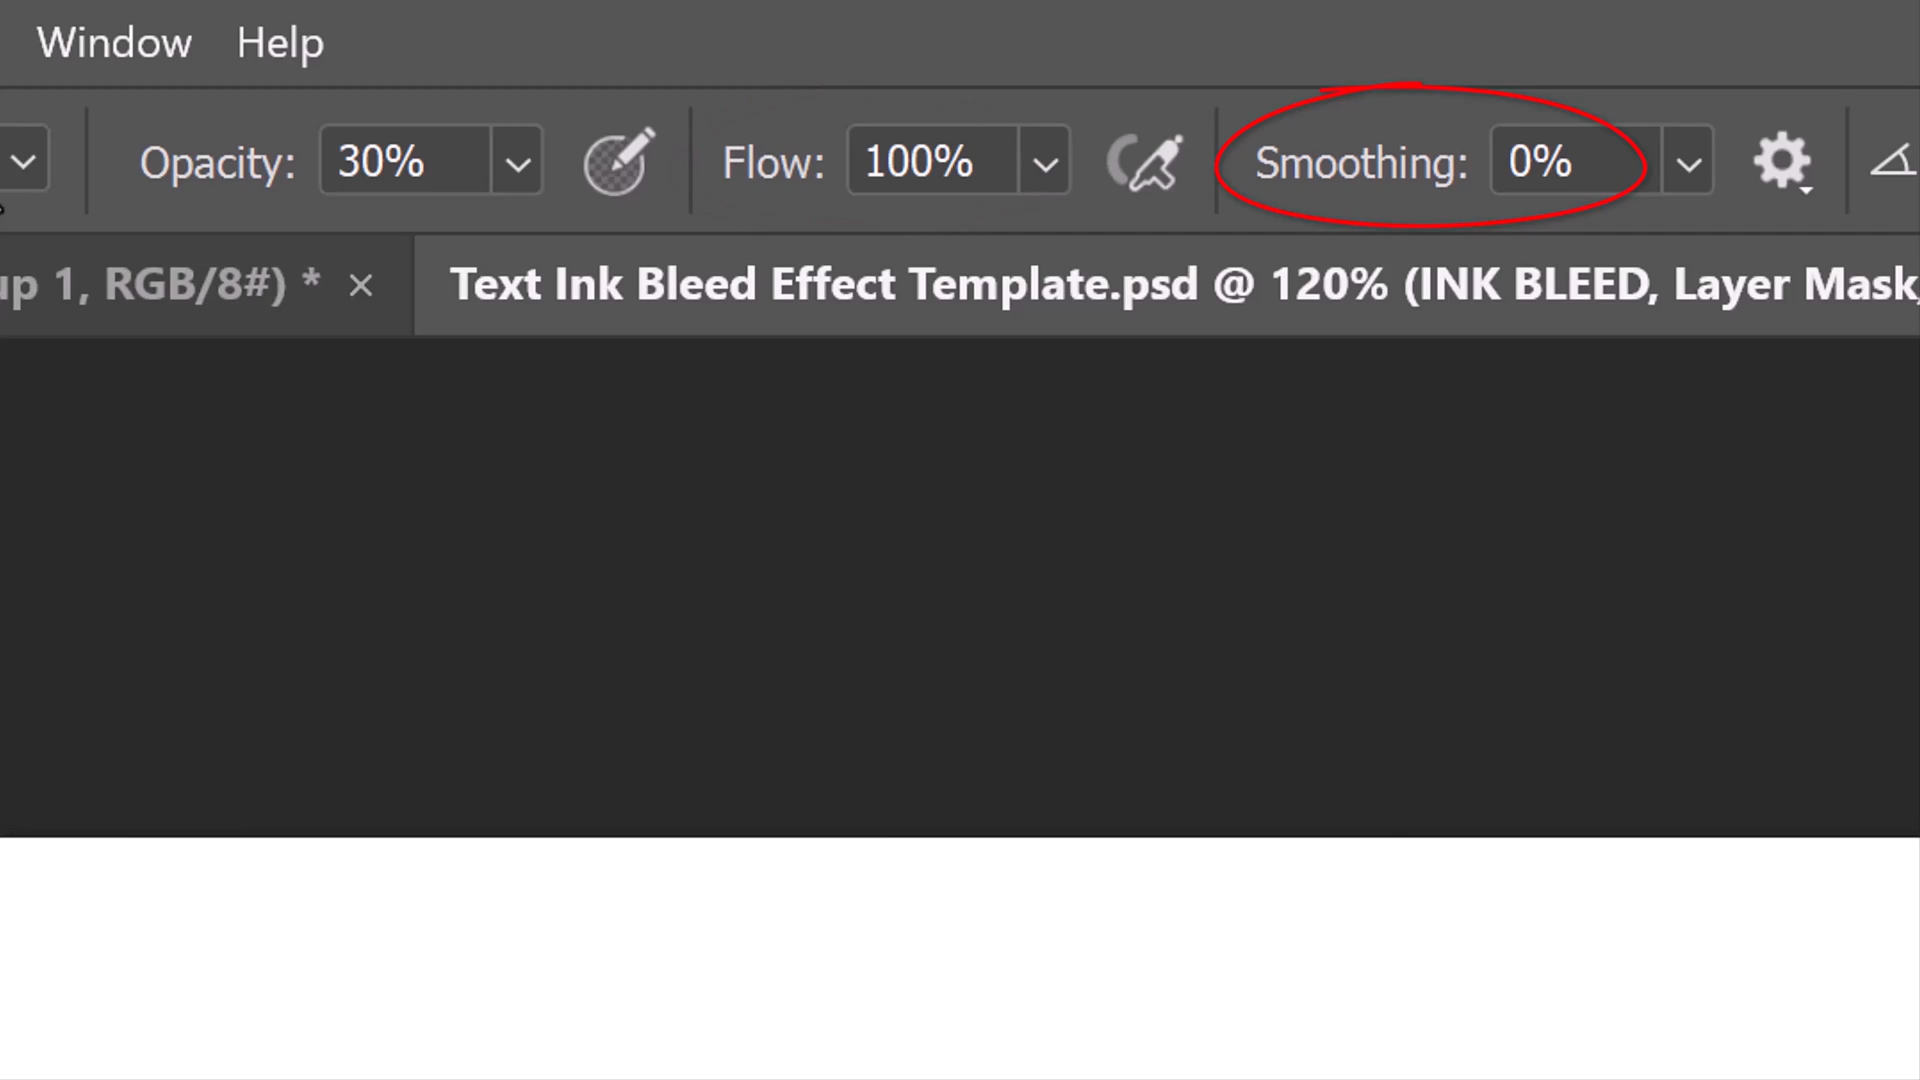 Window Help
Opacity: 30% Flow: 100% Smoothing: 0%
up 1, RGB/8#) * × Text Ink Bleed Effect Template.psd @ 120% (INK BLEED, Layer Mask,